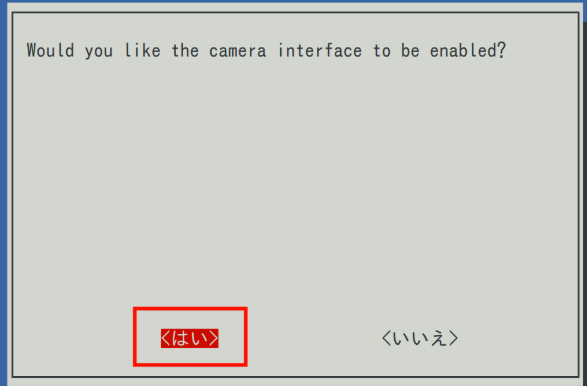 Would you like the camera interface to be enabled?
<はい> <いいえ>